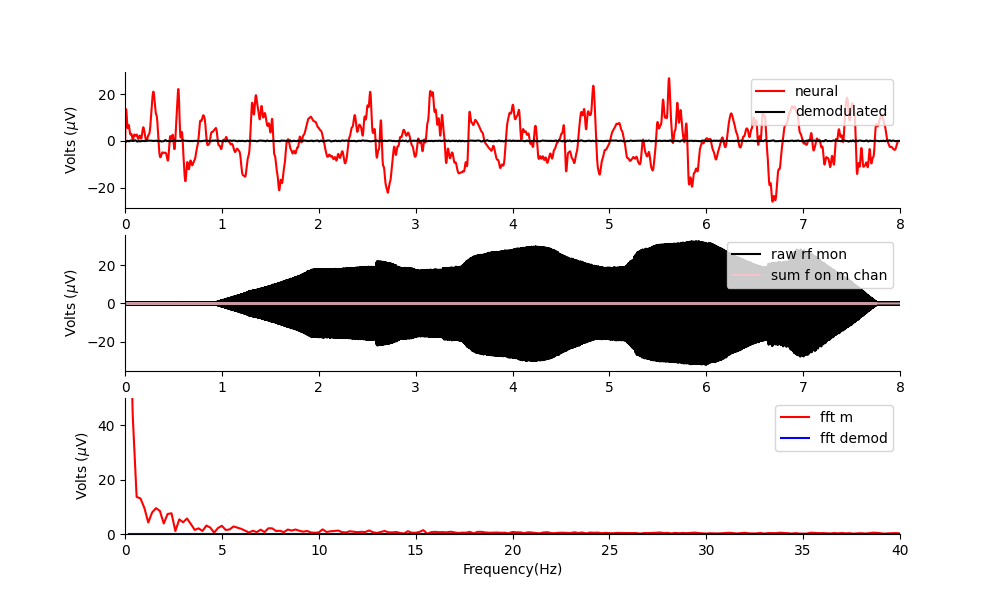 Volts (μV)
20
0
−20
neural
demodulated
0 1 2 3 4 5 6 7 8
Volts (μV)
20
0
−20
raw rf mon
sum f on m chan
0 1 2 3 4 5 6 7 8
Volts (μV)
40
20
0
fft m
fft demod
0 5 10 15 20 25 30 35 40
Frequency(Hz)